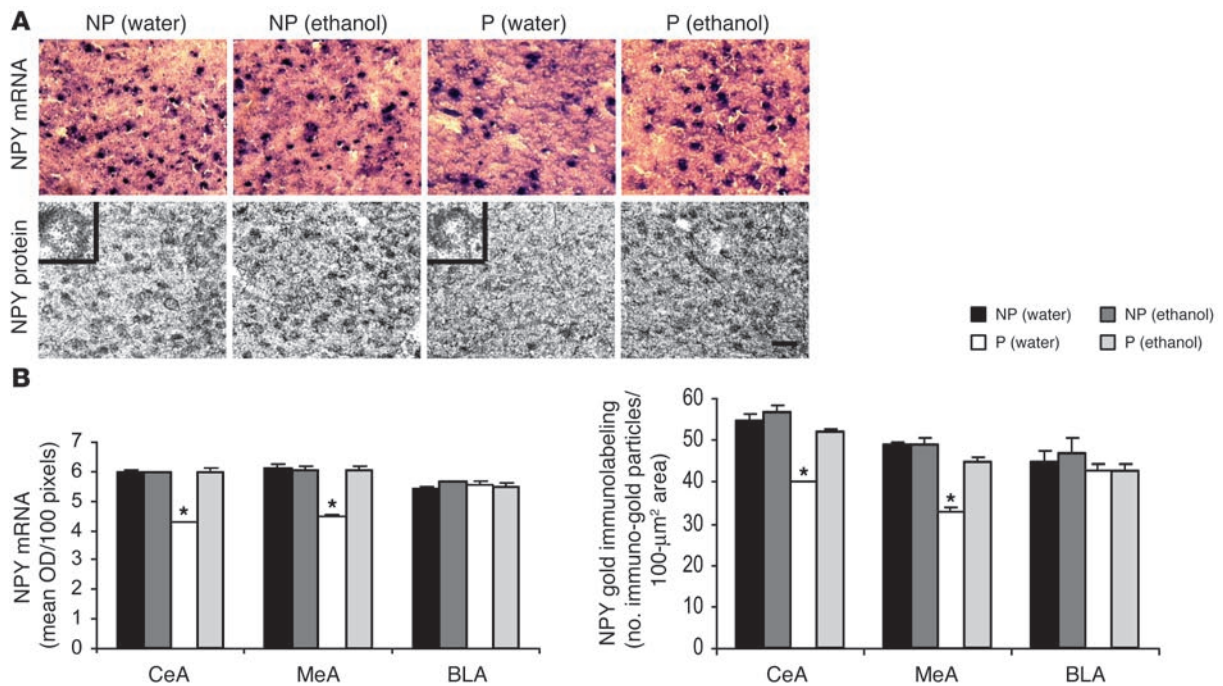 A
NP (water) NP (ethanol) P (water) P (ethanol)
NPY mRNA
NPY protein
NP (water) NP (ethanol)
P (water) P (ethanol)
B
NPY mRNA
(mean OD/100 pixels)
7
6
5
4
3
2
1
0
CeA MeA BLA
* *
NPY gold immunolabeling
(no. immuno-gold particles/
100-μm² area)
60
50
40
30
20
10
0
* *
CeA MeA BLA